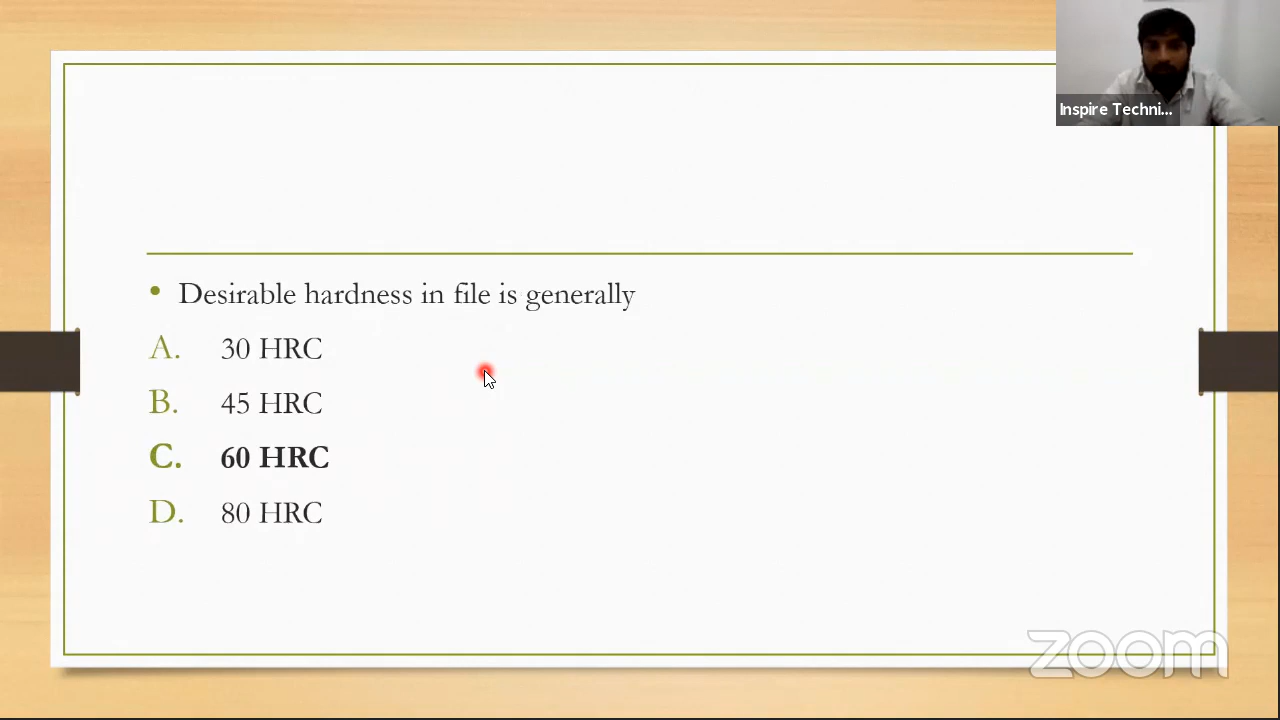 Inspire Techni...
• Desirable hardness in file is generally
A. 30 HRC
B. 45 HRC
C. 60 HRC
D. 80 HRC
zoom